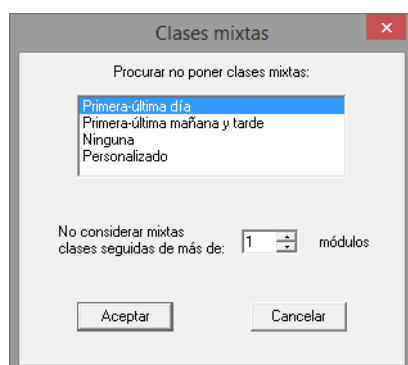 Clases mixtas
Procurar no poner clases mixtas:
Primera-última día
Primera-última mañana y tarde
Ninguna
Personalizado
No considerar mixtas
clases seguidas de más de: 1 módulos
Aceptar Cancelar